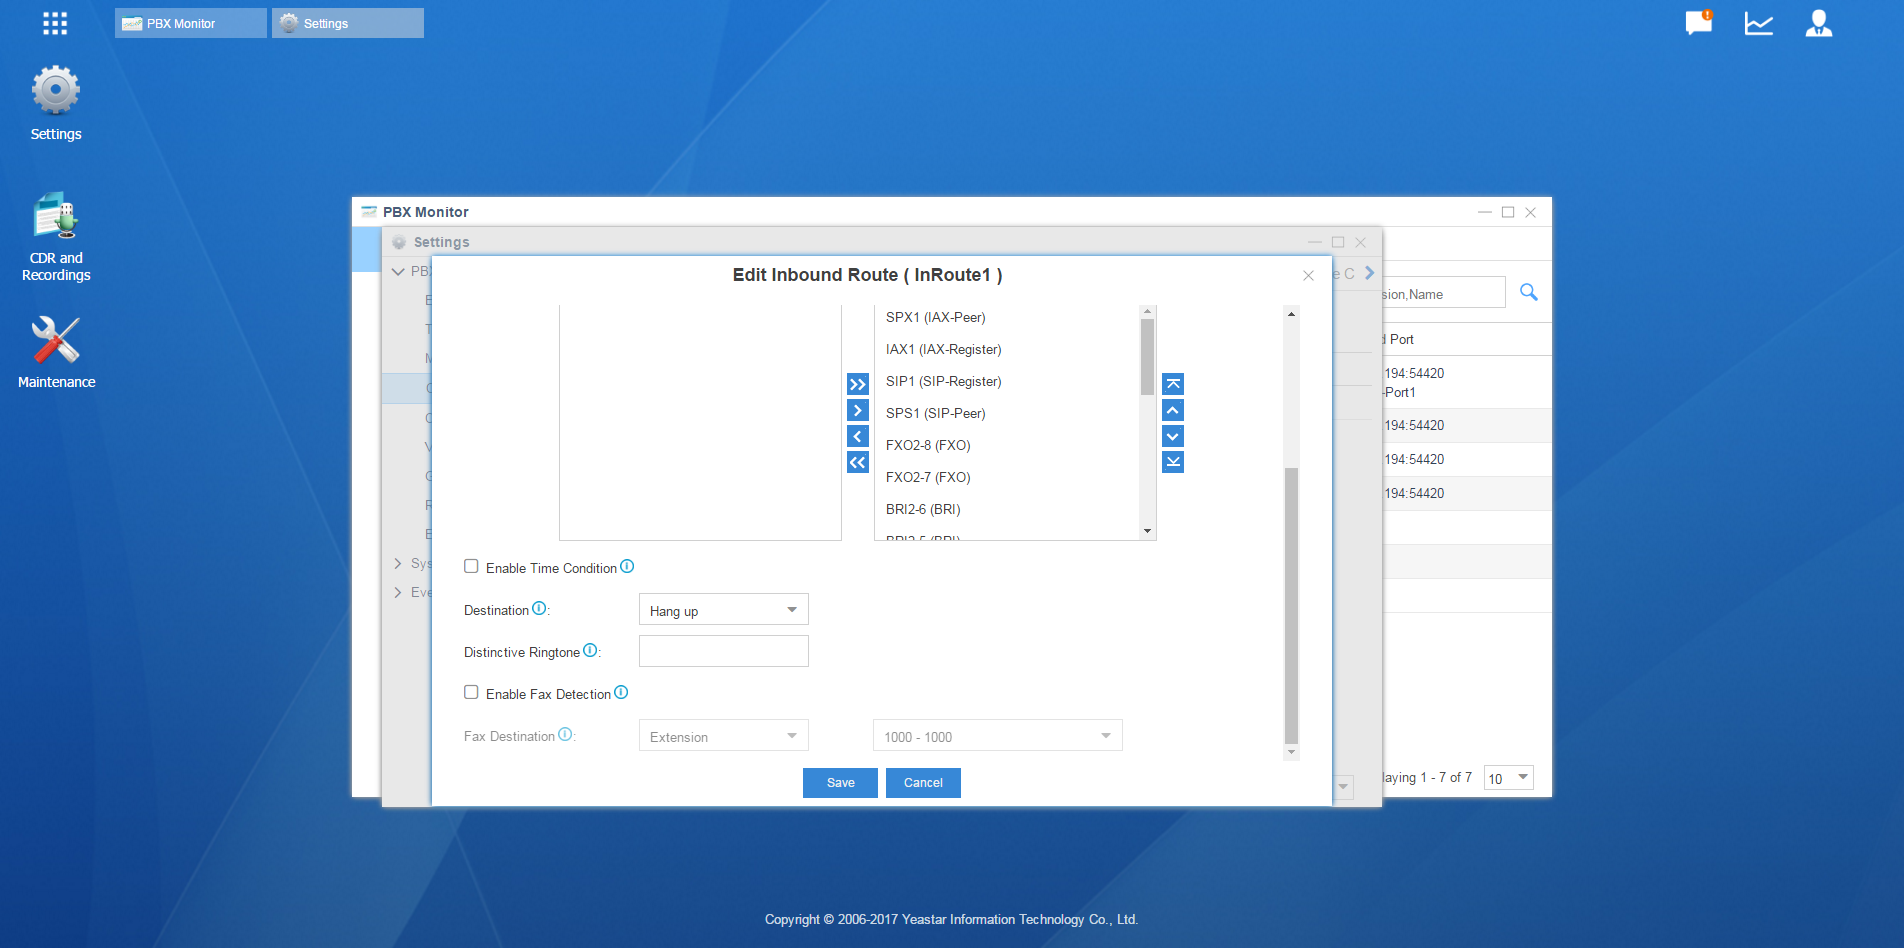 PBX Monitor
Settings
Settings
CDR and
Recordings
Maintenance
PBX Monitor
Settings
Edit Inbound Route ( InRoute1 )
SPX1 (IAX-Peer)
IAX1 (IAX-Register)
SIP1 (SIP-Register)
SPS1 (SIP-Peer)
FXO2-8 (FXO)
FXO2-7 (FXO)
BRI2-6 (BRI)
BRI2-5 (BRI)
Enable Time Condition
Destination :
Hang up
Distinctive Ringtone :
Enable Fax Detection
Fax Destination :
Extension
1000 - 1000
Save
Cancel
PB
Sys
Eve
e C
sion,Name
d Port
194:54420
-Port1
194:54420
194:54420
194:54420
laying 1 - 7 of 7
10
Copyright © 2006-2017 Yeastar Information Technology Co., Ltd.